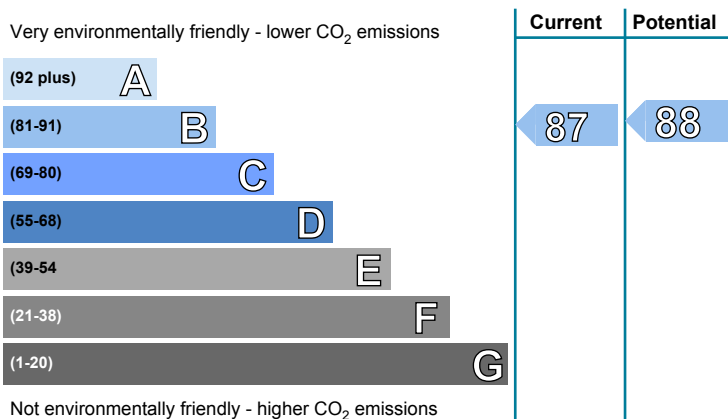 Current Potential
Very environmentally friendly - lower CO2 emissions
(92 plus) A
(81-91) B 87 88
(69-80) C
(55-68) D
(39-54 E
(21-38) F
(1-20) G
Not environmentally friendly - higher CO2 emissions